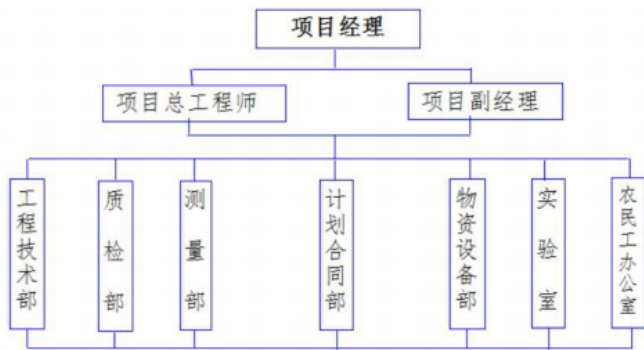 项目经理
项目总工程师
项目副经理
工程技术部
质检部
测量部
计划合同部
物资设备部
实验室
农民工办公室